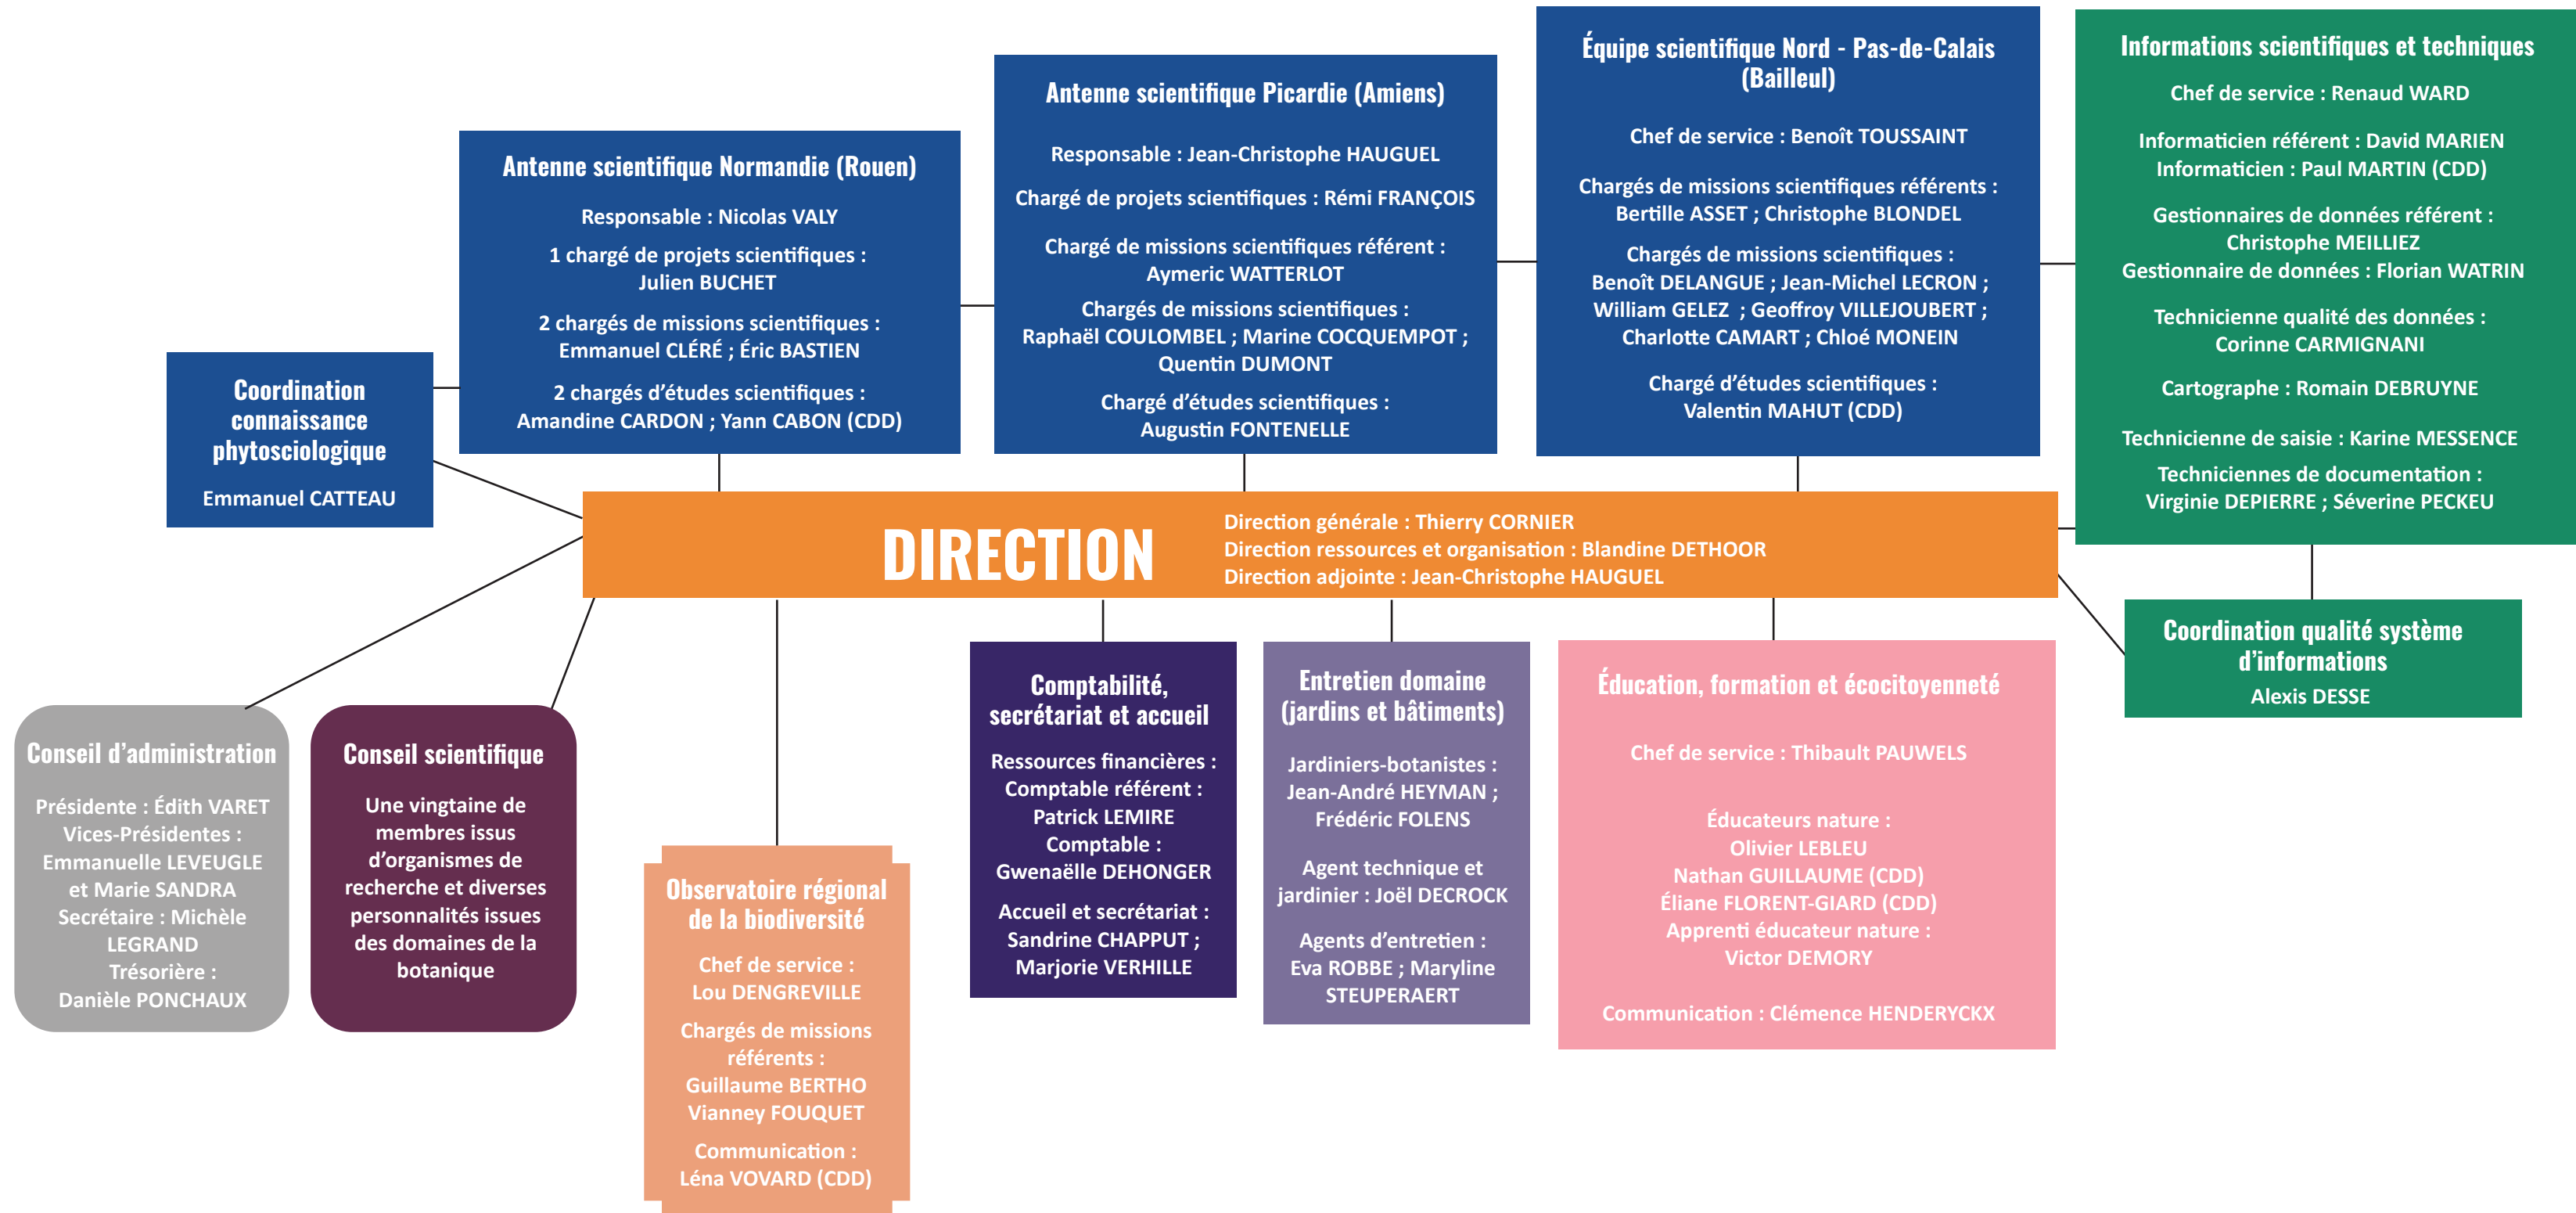 Coordination
connaissance
phytosciologique
Emmanuel CATTEAU
Antenne scientifique Normandie (Rouen)
Responsable : Nicolas VALY
1 chargé de projets scientifiques :
Julien BUCHET
2 chargés de missions scientifiques :
Emmanuel CLÉRÉ ; Éric BASTIEN
2 chargés d'études scientifiques :
Amandine CARDON ; Yann CABON (CDD)
Antenne scientifique Picardie (Amiens)
Responsable : Jean-Christophe HAUGUEL
Chargé de projets scientifiques : Rémi FRANÇOIS
Chargé de missions scientifiques référent :
Aymeric WATTERLOT
Chargés de missions scientifiques :
Raphaël COULOMBEL ; Marine COCQUEMPOT ;
Quentin DUMONT
Chargé d'études scientifiques :
Augustin FONTENELLE
Équipe scientifique Nord - Pas-de-Calais
(Bailleul)
Chef de service : Benoît TOUSSAINT
Chargés de missions scientifiques référents :
Bertille ASSET ; Christophe BLONDEL
Chargés de missions scientifiques :
Benoît DELANGUE ; Jean-Michel LECRON ;
William GELEZ  ; Geoffroy VILLEJOUBERT ;
Charlotte CAMART ; Chloé MONEIN
Chargé d'études scientifiques :
Valentin MAHUT (CDD)
Informations scientifiques et techniques
Chef de service : Renaud WARD
Informaticien référent : David MARIEN
Informaticien : Paul MARTIN (CDD)
Gestionnaires de données référent :
Christophe MEILLIEZ
Gestionnaire de données : Florian WATRIN
Technicienne qualité des données :
Corinne CARMIGNANI
Cartographe : Romain DEBRUYNE
Technicienne de saisie : Karine MESSENCE
Techniciennes de documentation :
Virginie DEPIERRE ; Séverine PECKEU
DIRECTION
Direction générale : Thierry CORNIER
Direction ressources et organisation : Blandine DETHOOR
Direction adjointe : Jean-Christophe HAUGUEL
Coordination qualité système
d'informations
Alexis DESSE
Conseil d'administration
Présidente : Édith VARET
Vices-Présidentes :
Emmanuelle LEVEUGLE
et Marie SANDRA
Secrétaire : Michèle
LEGRAND
Trésorière :
Danièle PONCHAUX
Conseil scientifique
Une vingtaine de
membres issus
d'organismes de
recherche et diverses
personnalités issues
des domaines de la
botanique
Observatoire régional
de la biodiversité
Chef de service :
Lou DENGREVILLE
Chargés de missions
référents :
Guillaume BERTHO
Vianney FOUQUET
Communication :
Léna VOVARD (CDD)
Comptabilité,
secrétariat et accueil
Ressources financières :
Comptable référent :
Patrick LEMIRE
Comptable :
Gwenaëlle DEHONGER
Accueil et secrétariat :
Sandrine CHAPPUT ;
Marjorie VERHILLE
Entretien domaine
(jardins et bâtiments)
Jardiniers-botanistes :
Jean-André HEYMAN ;
Frédéric FOLENS
Agent technique et
jardinier : Joël DECROCK
Agents d'entretien :
Eva ROBBE ; Maryline
STEUPERAERT
Éducation, formation et écocitoyenneté
Chef de service : Thibault PAUWELS
Éducateurs nature :
Olivier LEBLEU
Nathan GUILLAUME (CDD)
Éliane FLORENT-GIARD (CDD)
Apprenti éducateur nature :
Victor DEMORY
Communication : Clémence HENDERYCKX